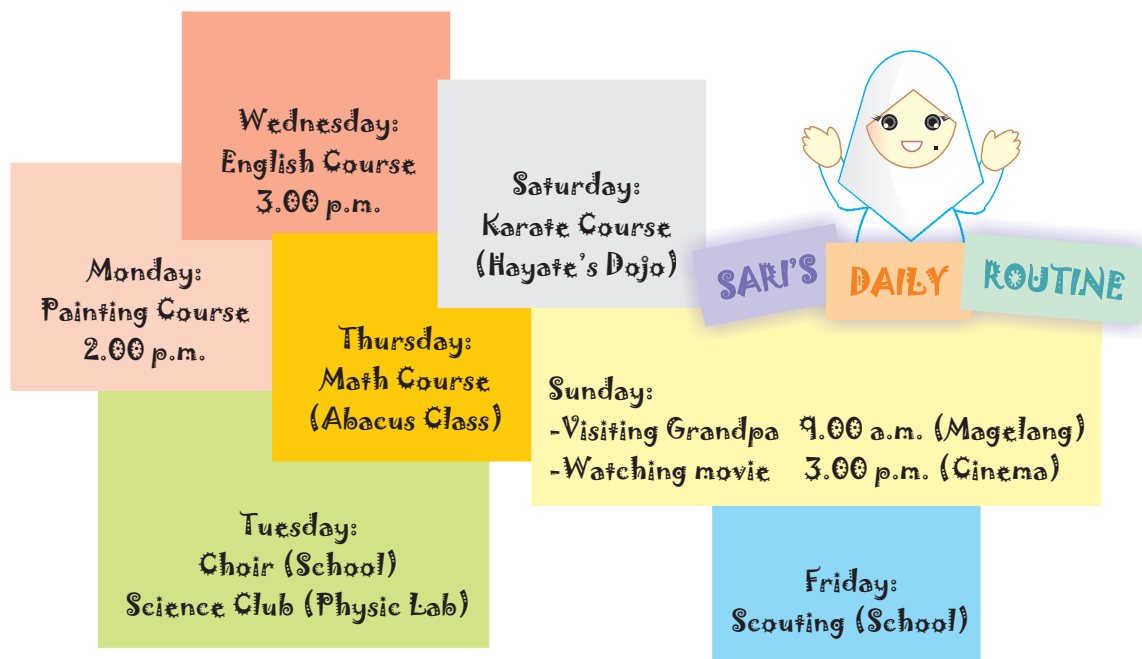 SARI'S DAILY ROUTINE
Monday:
Painting Course
2.00 p.m.
Tuesday:
Choir (School)
Science Club (Physic Lab)
Wednesday:
English Course
3.00 p.m.
Thursday:
Math Course
(Abacus Class)
Friday:
Scouting (School)
Saturday:
Karate Course
(Hayate's Dojo)
Sunday:
-Visiting Grandpa 9.00 a.m. (Magelang)
-Watching movie 3.00 p.m. (Cinema)